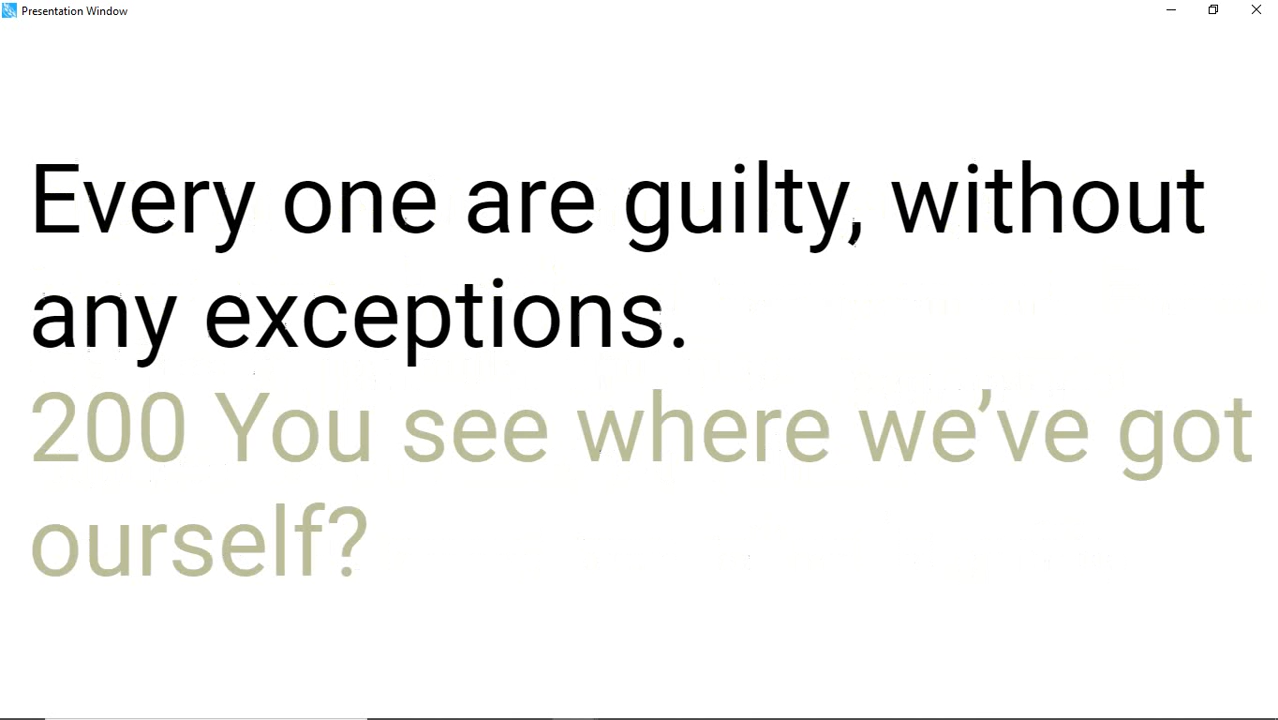 Presentation Window
Every one are guilty, without
any exceptions.
200 You see where we’ve got
ourself?